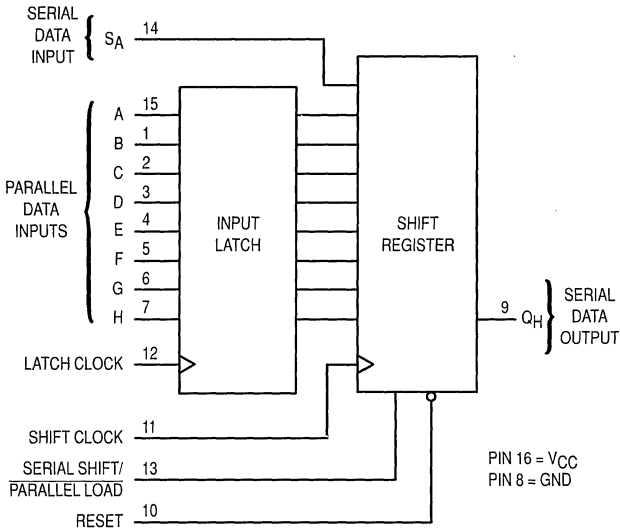 SERIAL
DATA
INPUT
SA
14
PARALLEL
DATA
INPUTS
A 15
B 1
C 2
D 3
E 4
F 5
G 6
H 7
INPUT
LATCH
SHIFT
REGISTER
9 QH
SERIAL
DATA
OUTPUT
LATCH CLOCK 12
SHIFT CLOCK 11
SERIAL SHIFT/
PARALLEL LOAD
13
RESET 10
PIN 16 = VCC
PIN 8 = GND